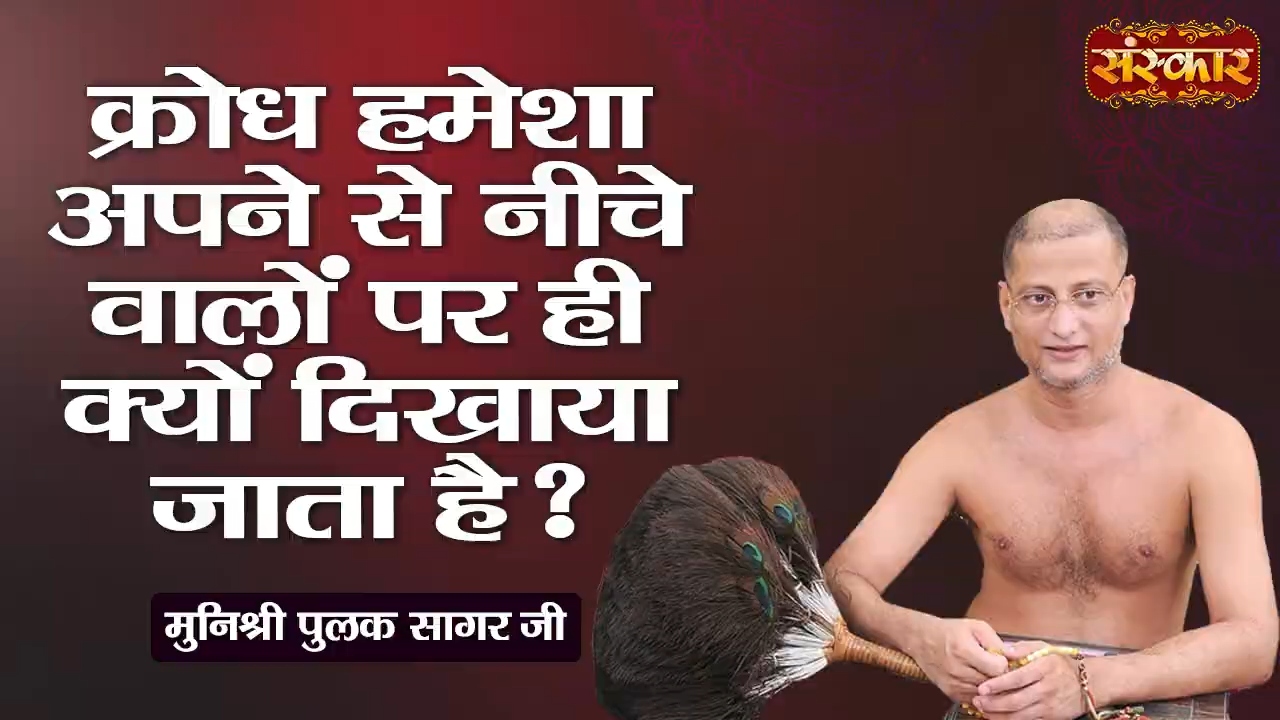 संस्कार
क्रोध हमेशा
अपने से नीचे
वालों पर ही
क्यों दिखाया
जाता है ?
मुनिश्री पुलक सागर जी